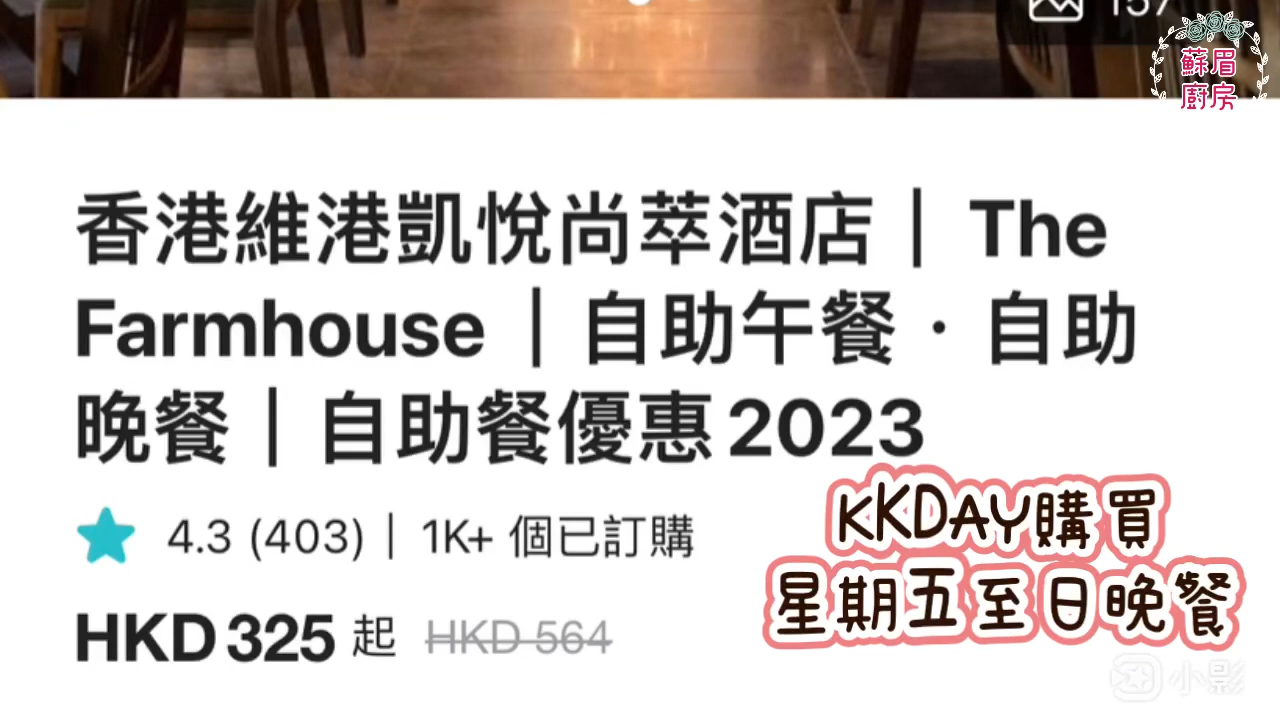 蘇眉
廚房
香港維港凱悅尚萃酒店｜The
Farmhouse｜自助午餐・自助
晚餐｜自助餐優惠2023
4.3 (403)｜1K+ 個已訂購
KKDAY購買
星期五至日晚餐
HKD 325 起 HKD 564
小影